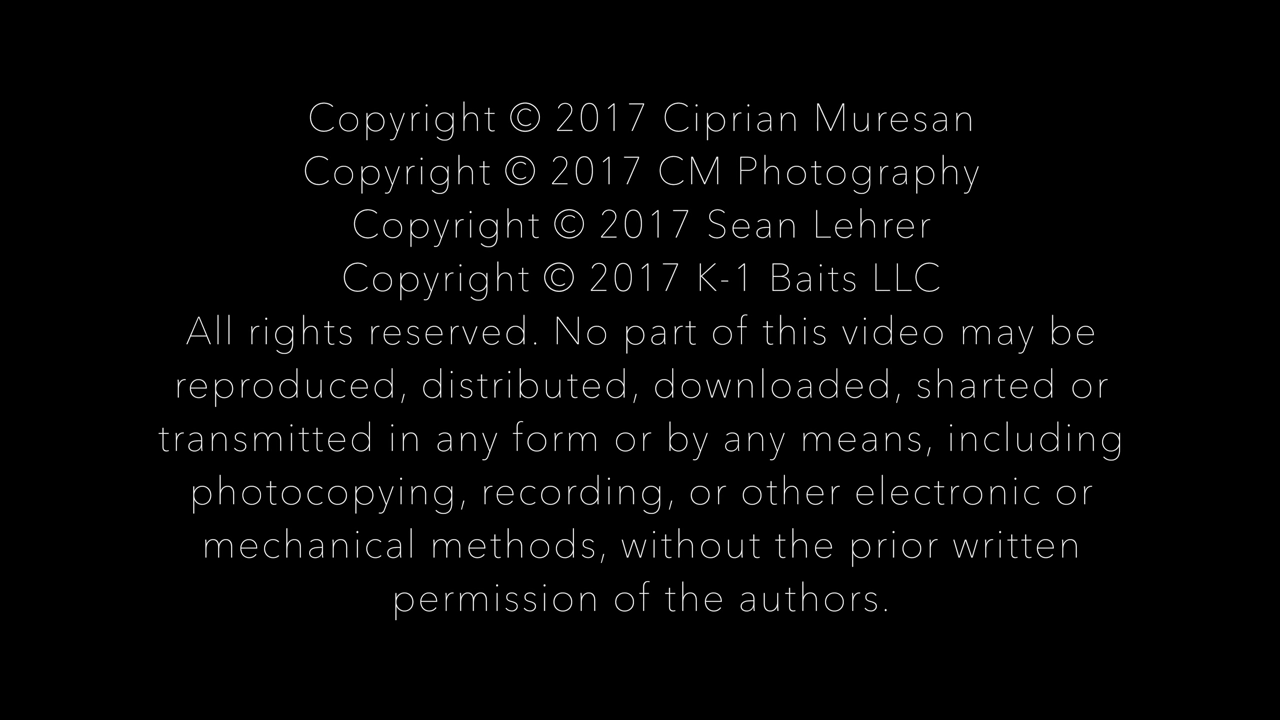 Copyright © 2017 Ciprian Muresan
Copyright © 2017 CM Photography
Copyright © 2017 Sean Lehrer
Copyright © 2017 K-1 Baits LLC
All rights reserved. No part of this video may be
reproduced, distributed, downloaded, sharted or
transmitted in any form or by any means, including
photocopying, recording, or other electronic or
mechanical methods, without the prior written
permission of the authors.